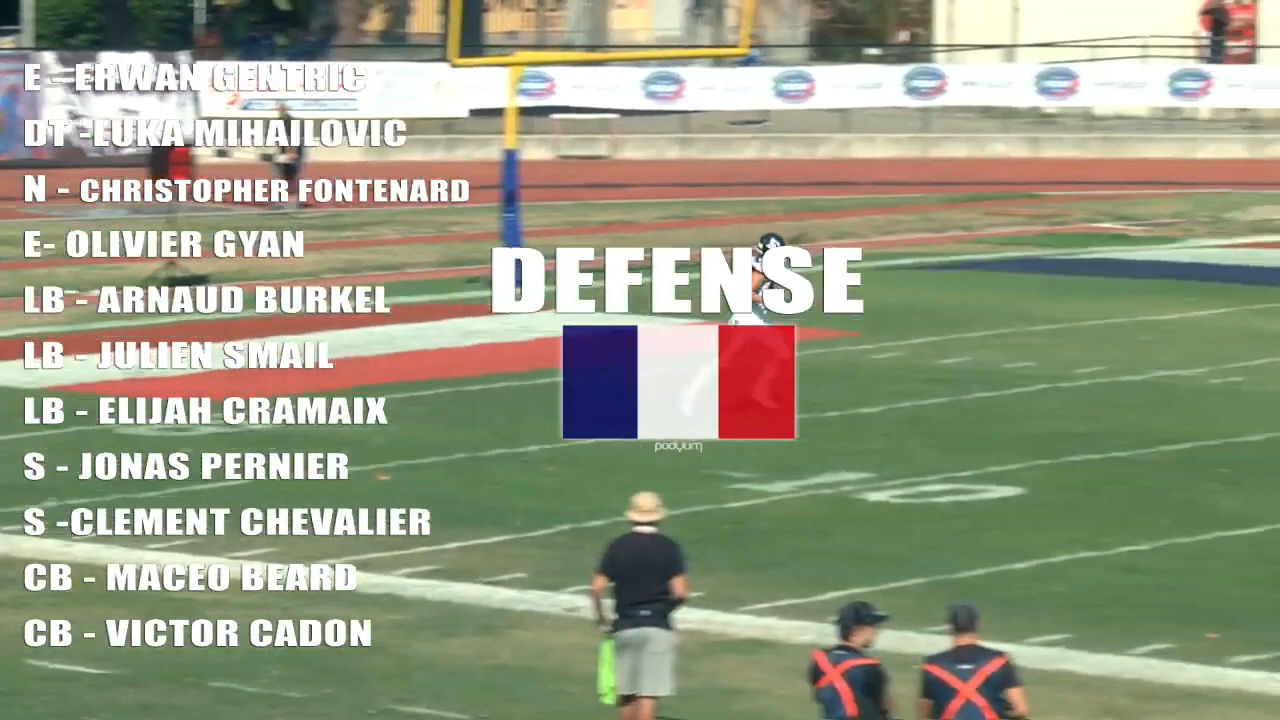 E - ERWAN GENTRIC
DT -LUKA MIHAILOVIC
N - CHRISTOPHER FONTENARD
E- OLIVIER GYAN
LB - ARNAUD BURKEL
LB - JULIEN SMAIL
LB - ELIJAH CRAMAIX
S - JONAS PERNIER
S -CLEMENT CHEVALIER
CB - MACEO BEARD
CB - VICTOR CADON
DEFENSE
podyum